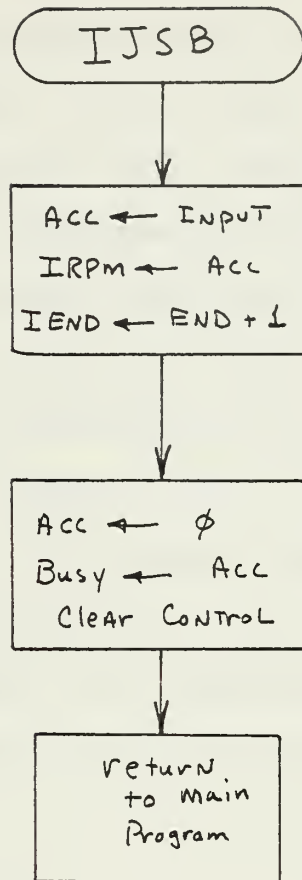 IJSB
ACC ← INPUT
IRPM ← ACC
IEND ← END + 1
ACC ← ϕ
Busy ← ACC
Clear Control
return
to Main
Program